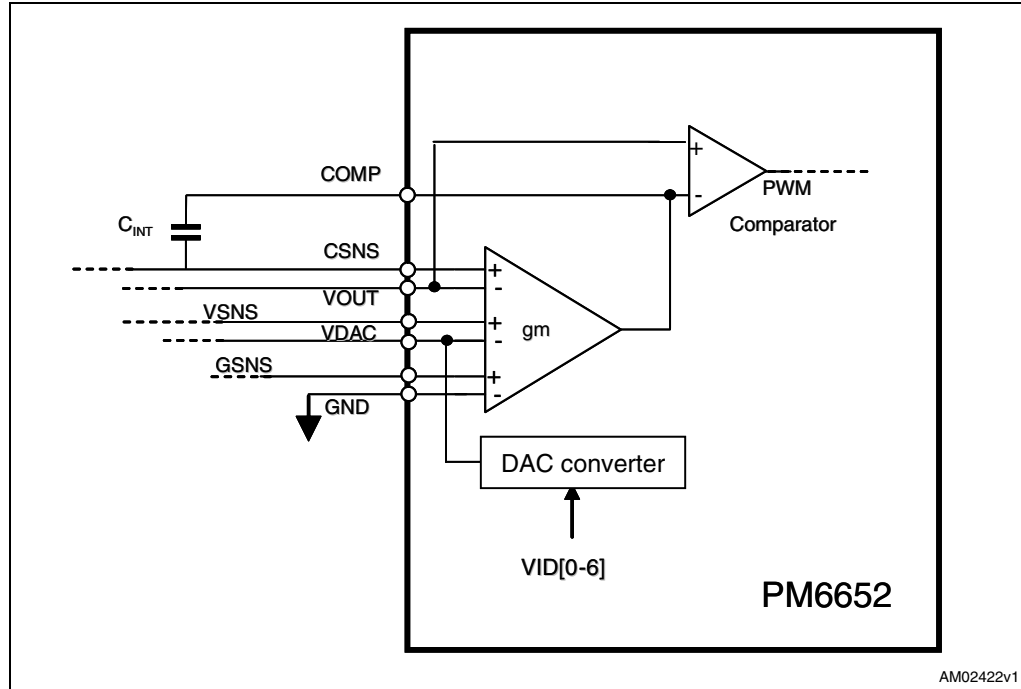 COMP
+
-
PWM
Comparator
C_INT
CSNS
+
-
VOUT
VSNS
+
gm
VDAC
-
GSNS
+
GND
-
DAC converter
VID[0-6]
PM6652
AM02422v1